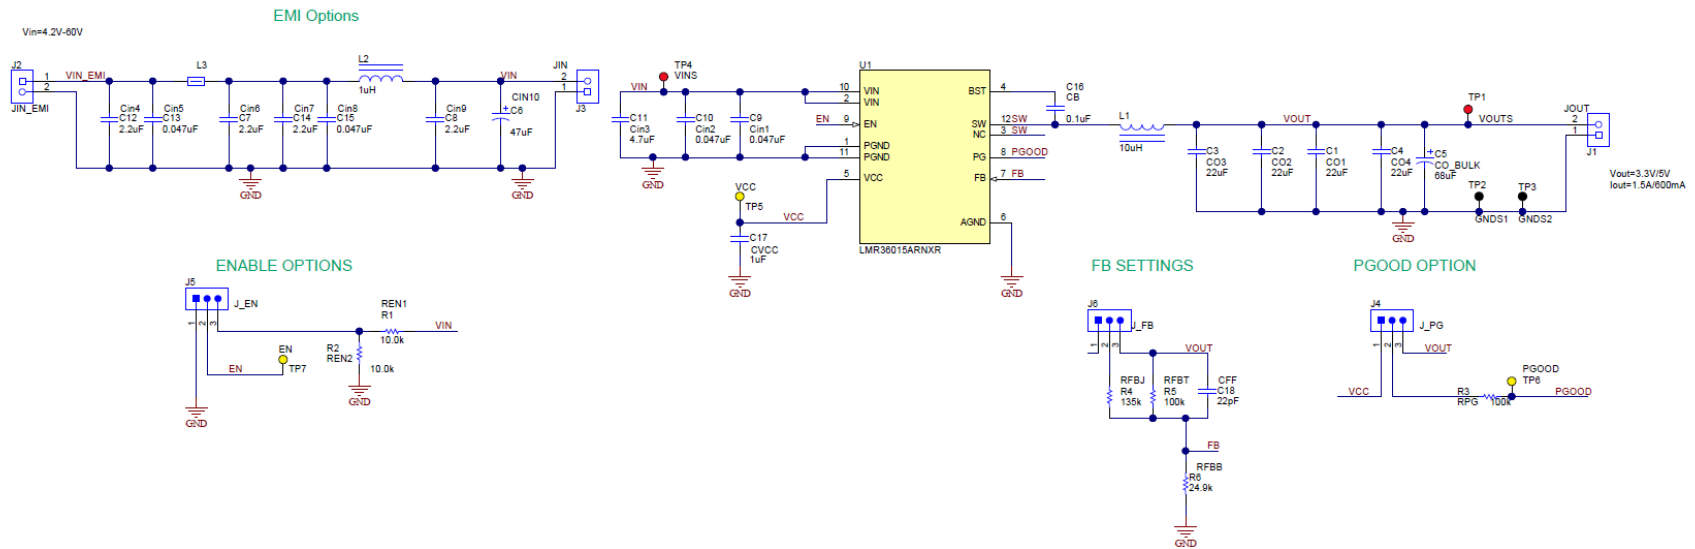 EMI Options
Vin=4.2V-60V
J2
1
2
JIN_EMI
VIN_EMI
Cin4
C12
2.2uF
Cin5
C13
0.047uF
L3
Cin6
C7
2.2uF
Cin7
C14
2.2uF
Cin8
C15
0.047uF
L2
1uH
Cin9
C8
2.2uF
VIN
CIN10
C6
47uF
JIN
2
1
J3
GND
GND
TP4
VINS
VIN
C11
Cin3
4.7uF
C10
Cin2
0.047uF
C9
Cin1
0.047uF
GND
EN
U1
10
VIN
2
VIN
9
EN
1
PGND
11
PGND
5
VCC
BST
4
SW
12
SW
NC
3
SW
PG
8
PGOOD
FB
7
FB
AGND
6
LMR36015ARNXR
GND
VCC
TP5
VCC
C17
CVCC
1uF
GND
C16
CB
0.1uF
L1
10uH
C3
CO3
22uF
C2
CO2
22uF
VOUT
C1
CO1
22uF
C4
CO4
22uF
C5
CO_BULK
68uF
TP1
VOUTS
TP2
GNDS1
TP3
GNDS2
GND
JOUT
2
1
J1
Vout=3.3V/5V
Iout=1.5A/600mA
ENABLE OPTIONS
J5
J_EN
1
2
3
REN1
R1
10.0k
VIN
R2
REN2
10.0k
EN
TP7
EN
GND
GND
FB SETTINGS
J6
J_FB
1
2
3
VOUT
RFBJ
R4
135k
RFBT
R5
100k
CFF
C18
22pF
FB
RFBB
R6
24.9k
GND
PGOOD OPTION
J4
J_PG
1
2
3
VOUT
VCC
R3
RPG
100k
PGOOD
TP6
PGOOD